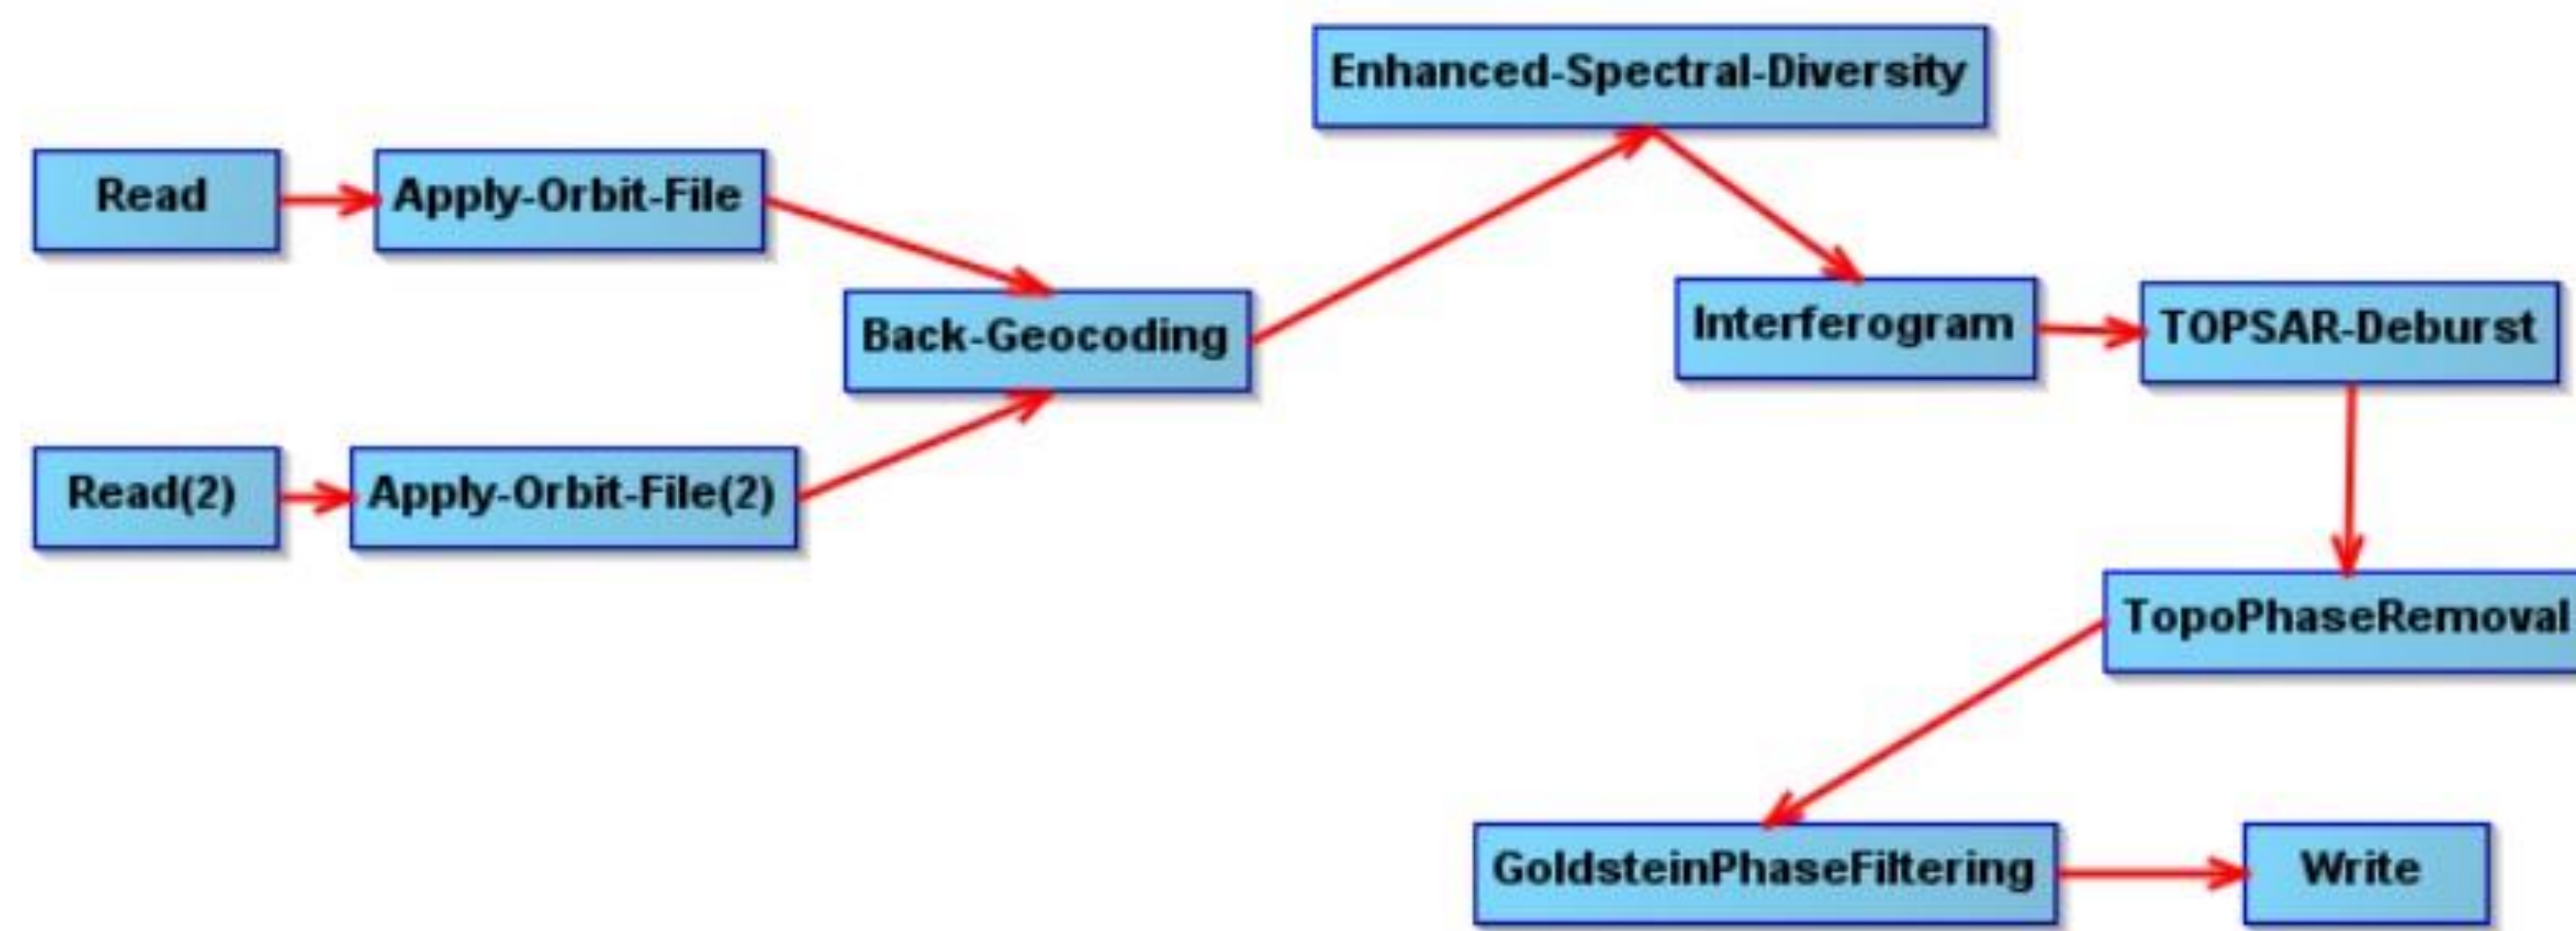 Enhanced-Spectral-Diversity
Read
Apply-Orbit-File
Back-Geocoding
Interferogram
TOPSAR-Deburst
Read(2)
Apply-Orbit-File(2)
TopoPhaseRemoval
GoldsteinPhaseFiltering
Write